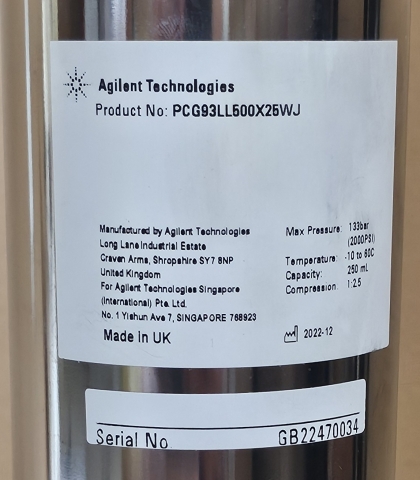 Agilent Technologies
Product No: PCG93LL500X25WJ
Manufactured by Agilent Technologies
Long Lane Industrial Estate
Craven Arms, Shropshire SY7 8NP
United Kingdom
For Agilent Technologies Singapore
(International) Pte. Ltd.
No. 1 Yishun Ave 7, SINGAPORE 768923
Made in UK
Max Pressure: 133bar
(2000PSI)
Temperature: -10 to 60C
Capacity: 250 mL
Compression: 1:2.5
2022-12
Serial No GB22470034